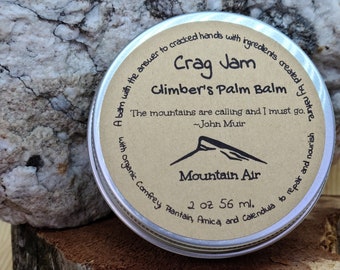 A balm with the answer to cracked hands with ingredients created by nature
Crag Jam
Climber's Palm Balm
The mountains are calling and I must go.
~John Muir
Mountain Air
2 oz 56 ml.
with organic Comfrey, Plantain, Arnica, and Calendula to repair and nourish